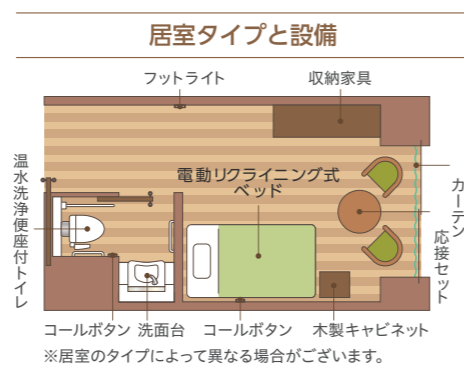 居室タイプと設備
フットライト
収納家具
温水洗浄便座付トイレ
電動リクライニング式
ベッド
カーテン
応接セット
コールボタン
洗面台
コールボタン
木製キャビネット
※居室のタイプによって異なる場合がございます。